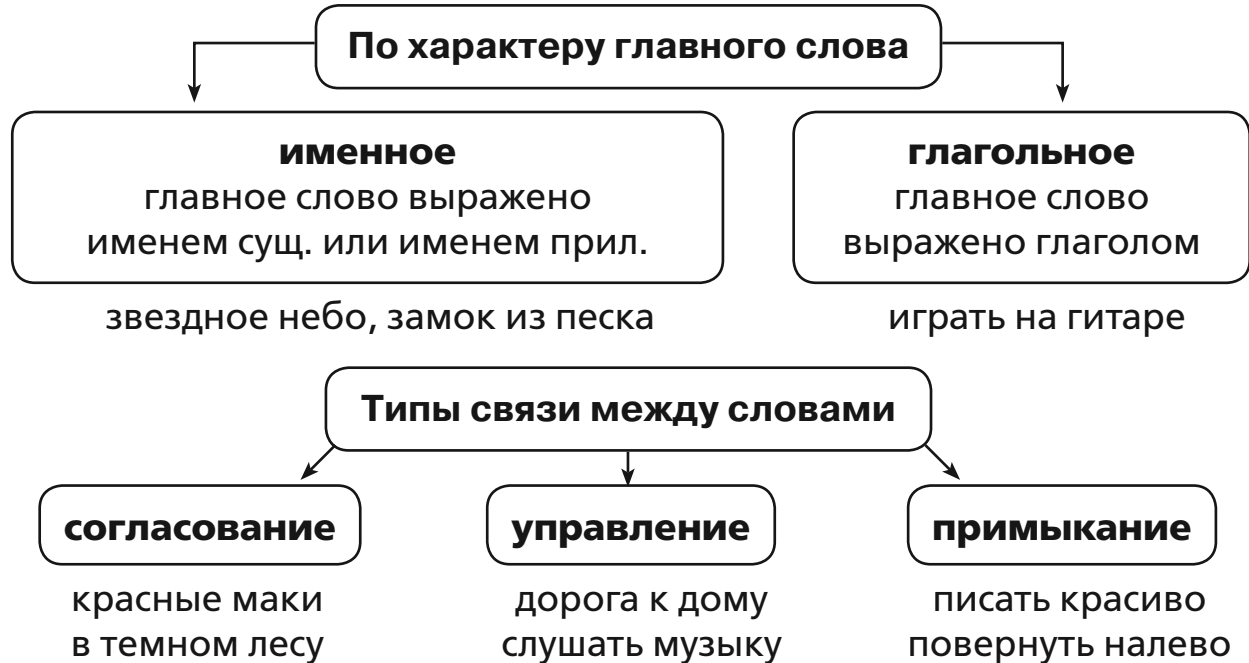 По характеру главного слова
именное
главное слово выражено
именем сущ. или именем прил.
глагольное
главное слово
выражено глаголом
звездное небо, замок из песка
играть на гитаре
Типы связи между словами
согласование
управление
примыкание
красные маки
в темном лесу
дорога к дому
слушать музыку
писать красиво
повернуть налево